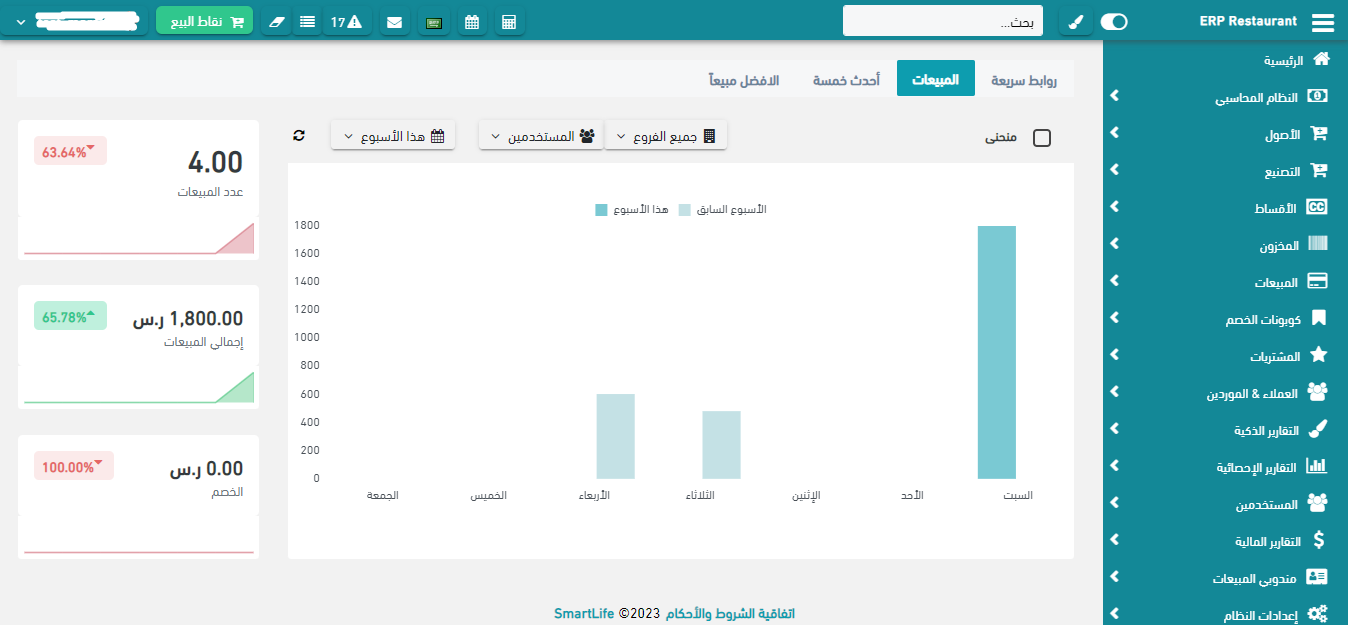 ERP Restaurant
بحث...
17
نقاط البيع
الرئيسية
النظام المحاسبي
الأصول
التصنيع
الأقساط
المخزون
المبيعات
كوبونات الخصم
المشتريات
العملاء & الموردين
التقارير الذكية
التقارير الإحصائية
المستخدمين
التقارير المالية
مندوبي المبيعات
إعدادات النظام
روابط سريعة
المبيعات
أحدث خمسة
الافضل مبيعاً
منحنى
جميع الفروع
المستخدمين
هذا الأسبوع
الأسبوع السابق
هذا الأسبوع
1800
1600
1400
1200
1000
800
600
400
200
0
السبت
الأحد
الإثنين
الثلاثاء
الأربعاء
الخميس
الجمعة
4.00
63.64%
عدد المبيعات
1,800.00 ر.س
65.78%
إجمالي المبيعات
0.00 ر.س
100.00%
الخصم
اتفاقية الشروط والأحكام 2023© SmartLife